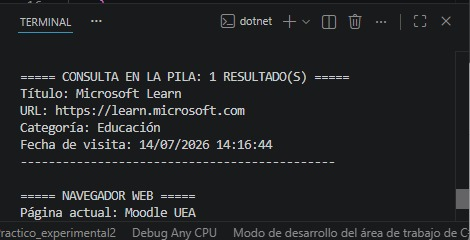 TERMINAL ... dotnet
===== CONSULTA EN LA PILA: 1 RESULTADO(S) =====
Título: Microsoft Learn
URL: https://learn.microsoft.com
Categoría: Educación
Fecha de visita: 14/07/2026 14:16:44
---------------------------------------------
===== NAVEGADOR WEB =====
Página actual: Moodle UEA
ractico_experimental2 Debug Any CPU Modo de desarrollo del área de trabajo de C